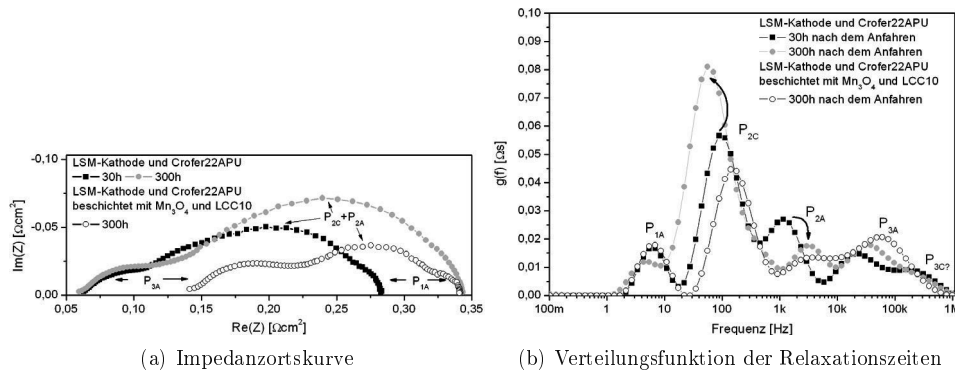 LSM-Kathode und Crofer22APU
30h 300h
LSM-Kathode und Crofer22APU
beschichtet mit Mn3O4 und LCC10
300h
P2C+P2A
P3A
P1A
-0,10
-0,05
0,00
Im(Z) [Ωcm²]
0,05 0,10 0,15 0,20 0,25 0,30 0,35
Re(Z) [Ωcm²]
(a) Impedanzortskurve
LSM-Kathode und Crofer22APU
30h nach dem Anfahren
300h nach dem Anfahren
LSM-Kathode und Crofer22APU
beschichtet mit Mn3O4 und LCC10
300h nach dem Anfahren
P2C
P2A
P1A
P3A
P3C?
0,10
0,09
0,08
0,07
0,06
0,05
0,04
0,03
0,02
0,01
0,00
g(f) [Ωs]
100m 1 10 100 1k 10k 100k 1M
Frequenz [Hz]
(b) Verteilungsfunktion der Relaxationszeiten